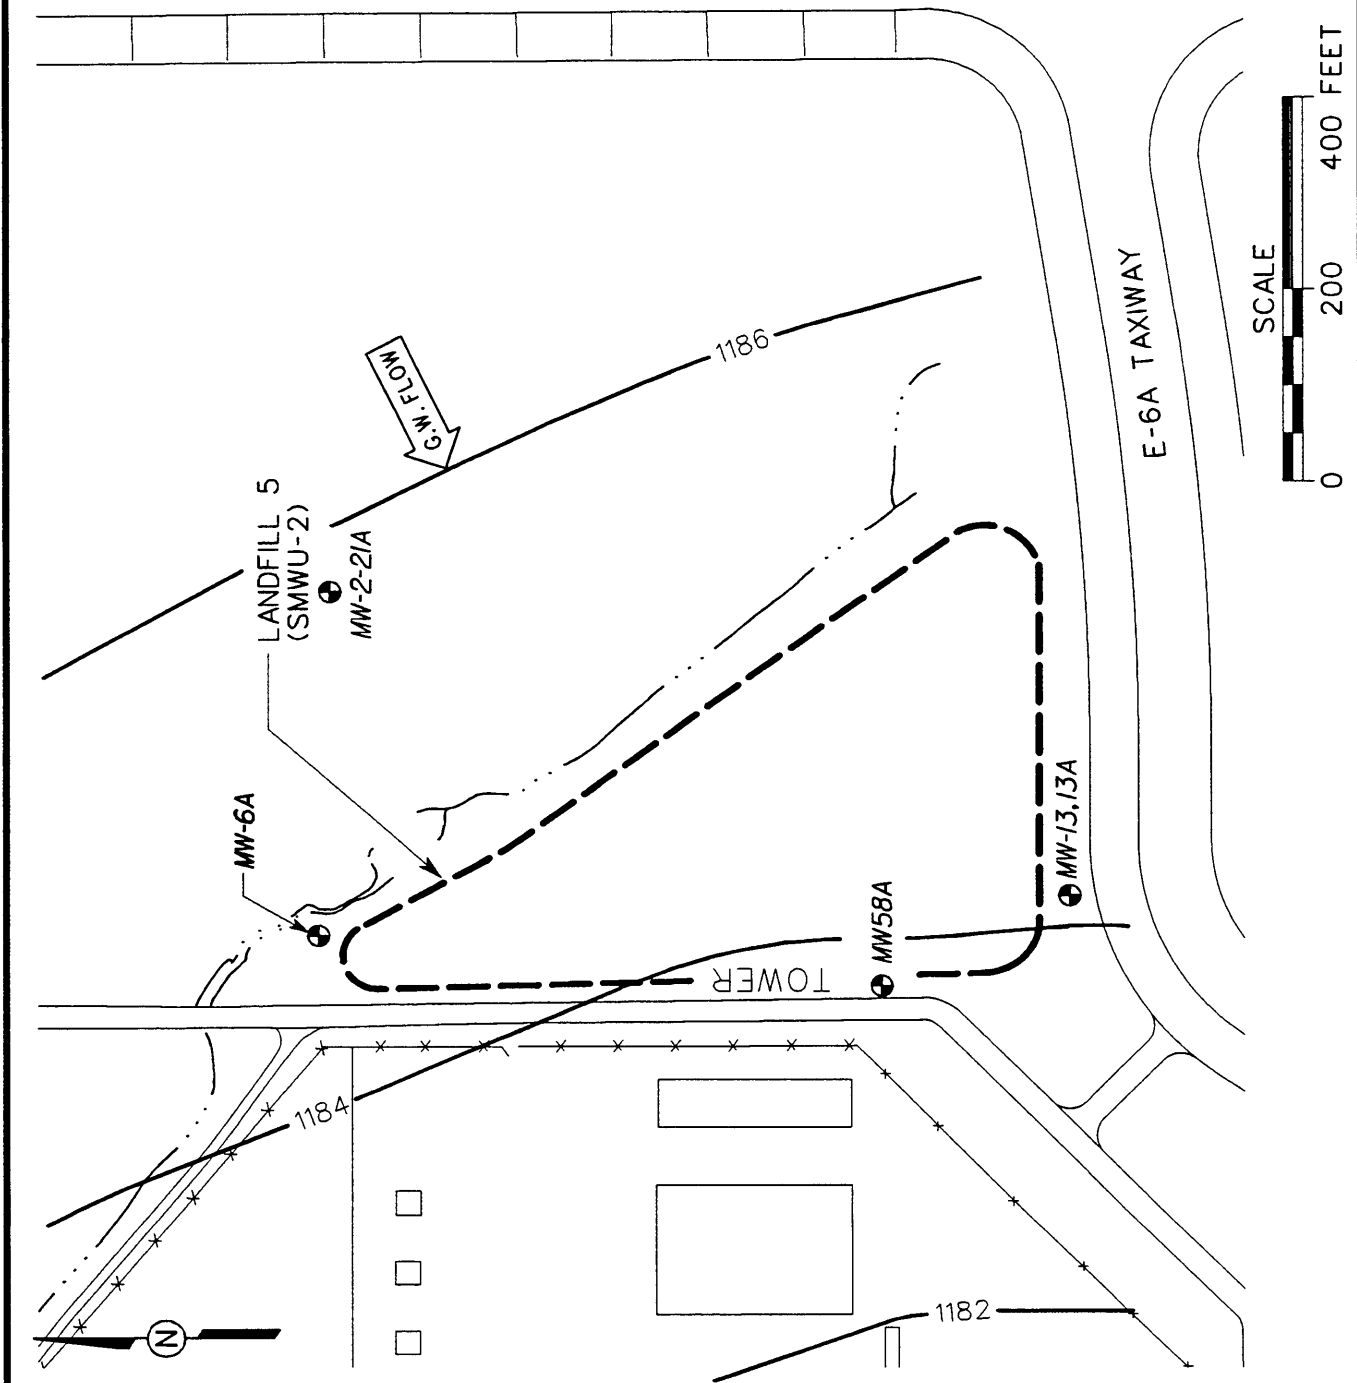 LANDFILL 5
(SMWU-2)
MW-2-21A
MW-6A
G.W. FLOW
1186
1184
1182
TOWER
MW58A
MW-13,13A
E-6A TAXIWAY
N
SCALE
0 200 400 FEET